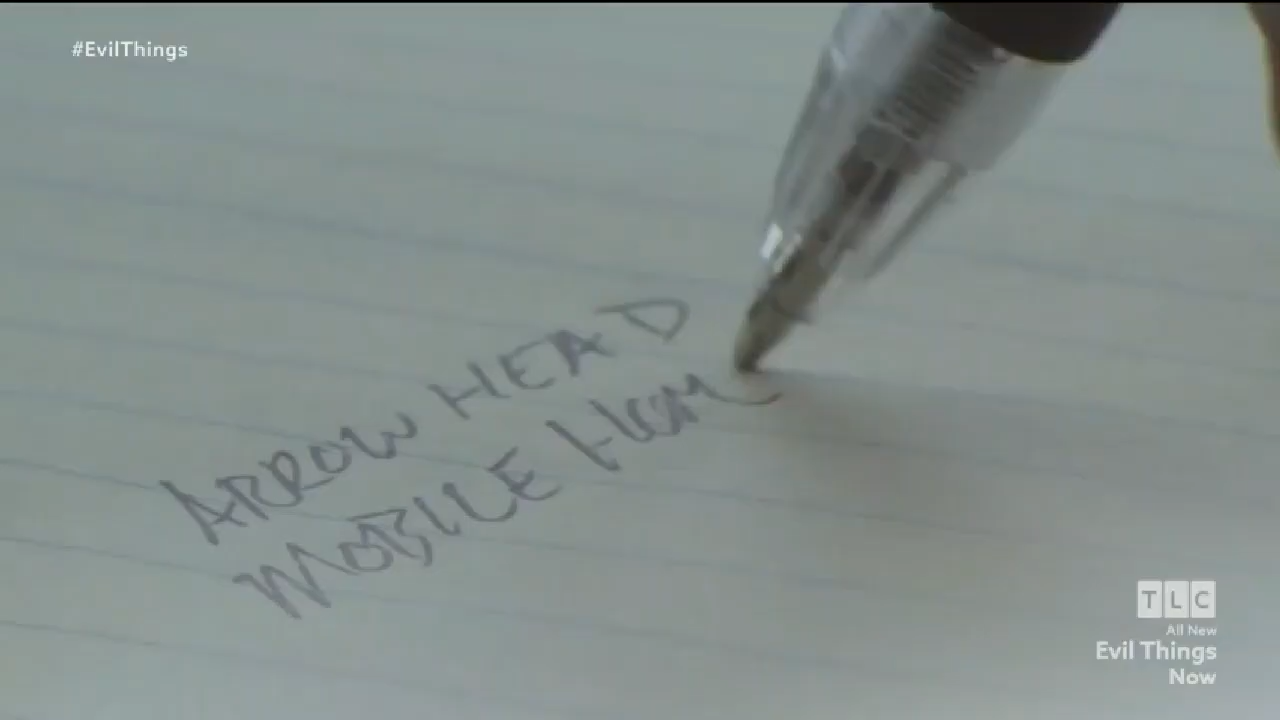 #EvilThings
ARROW HEAD
MOBILE HOM
TLC
All New
Evil Things
Now